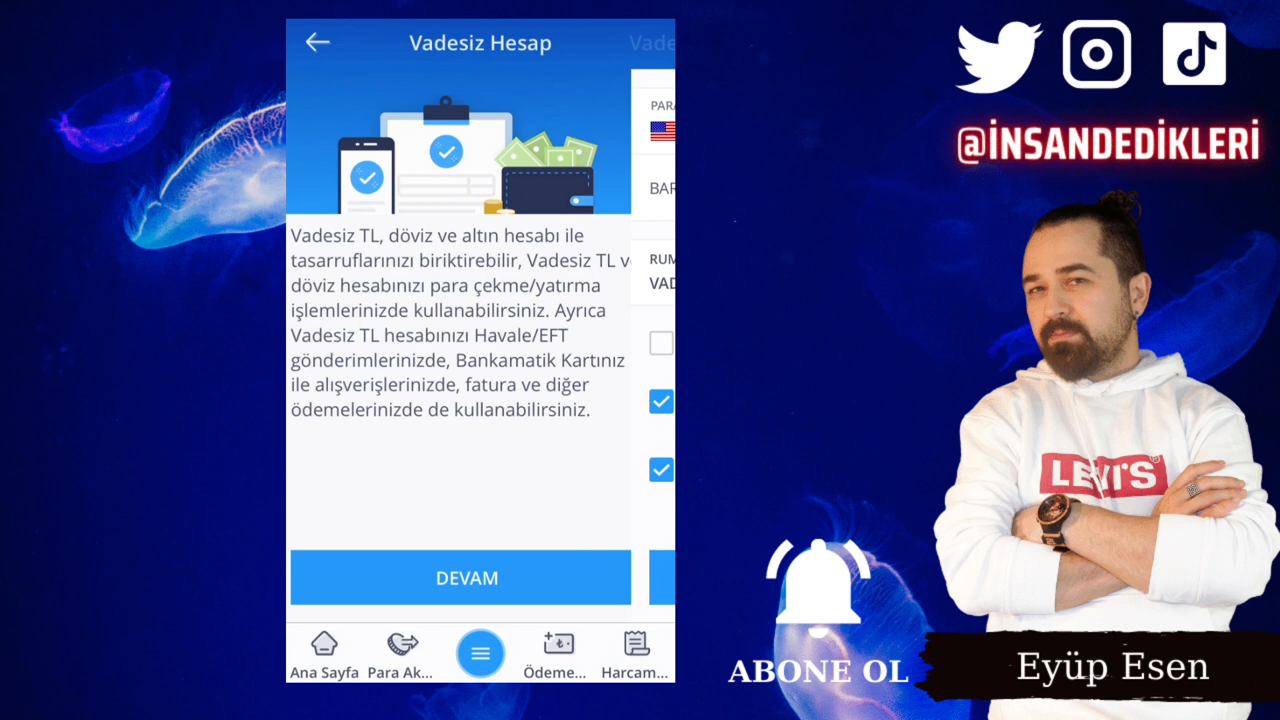 Vadesiz Hesap
Vade
PARA
BAR
RUM
VAD
Vadesiz TL, döviz ve altın hesabı ile
tasarruflarınızı biriktirebilir, Vadesiz TL ve
döviz hesabınızı para çekme/yatırma
işlemlerinizde kullanabilirsiniz. Ayrıca
Vadesiz TL hesabınızı Havale/EFT
gönderimlerinizde, Bankamatik Kartınız
ile alışverişlerinizde, fatura ve diğer
ödemelerinizde de kullanabilirsiniz.
DEVAM
Ana Sayfa
Para Ak...
Ödeme...
Harcam...
@İNSANDEDİKLERİ
LEVI'S
ABONE OL
Eyüp Esen